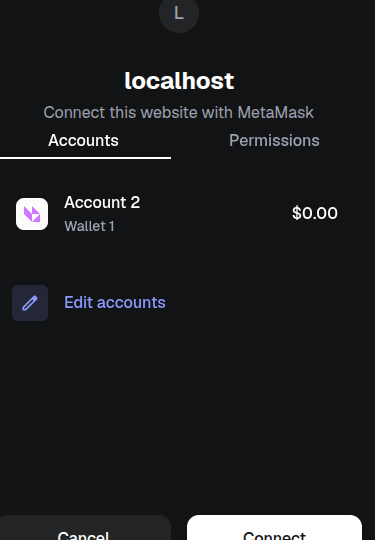 L
localhost
Connect this website with MetaMask
Accounts
Permissions
Account 2
$0.00
Wallet 1
Edit accounts
Cancel
Connect